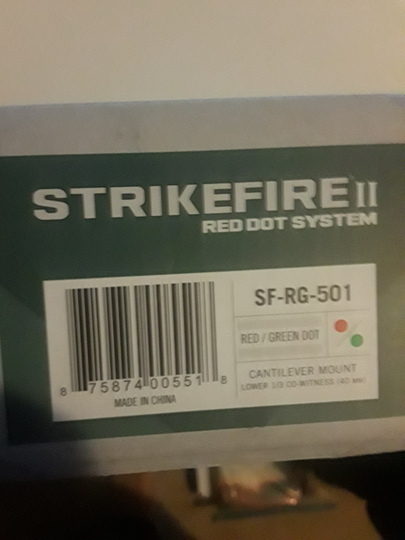 STRIKEFIRE II
RED DOT SYSTEM
SF-RG-501
RED / GREEN DOT
8 75874 00551 8
MADE IN CHINA
CANTILEVER MOUNT
LOWER 1/3 CO-WITNESS (40 MM)